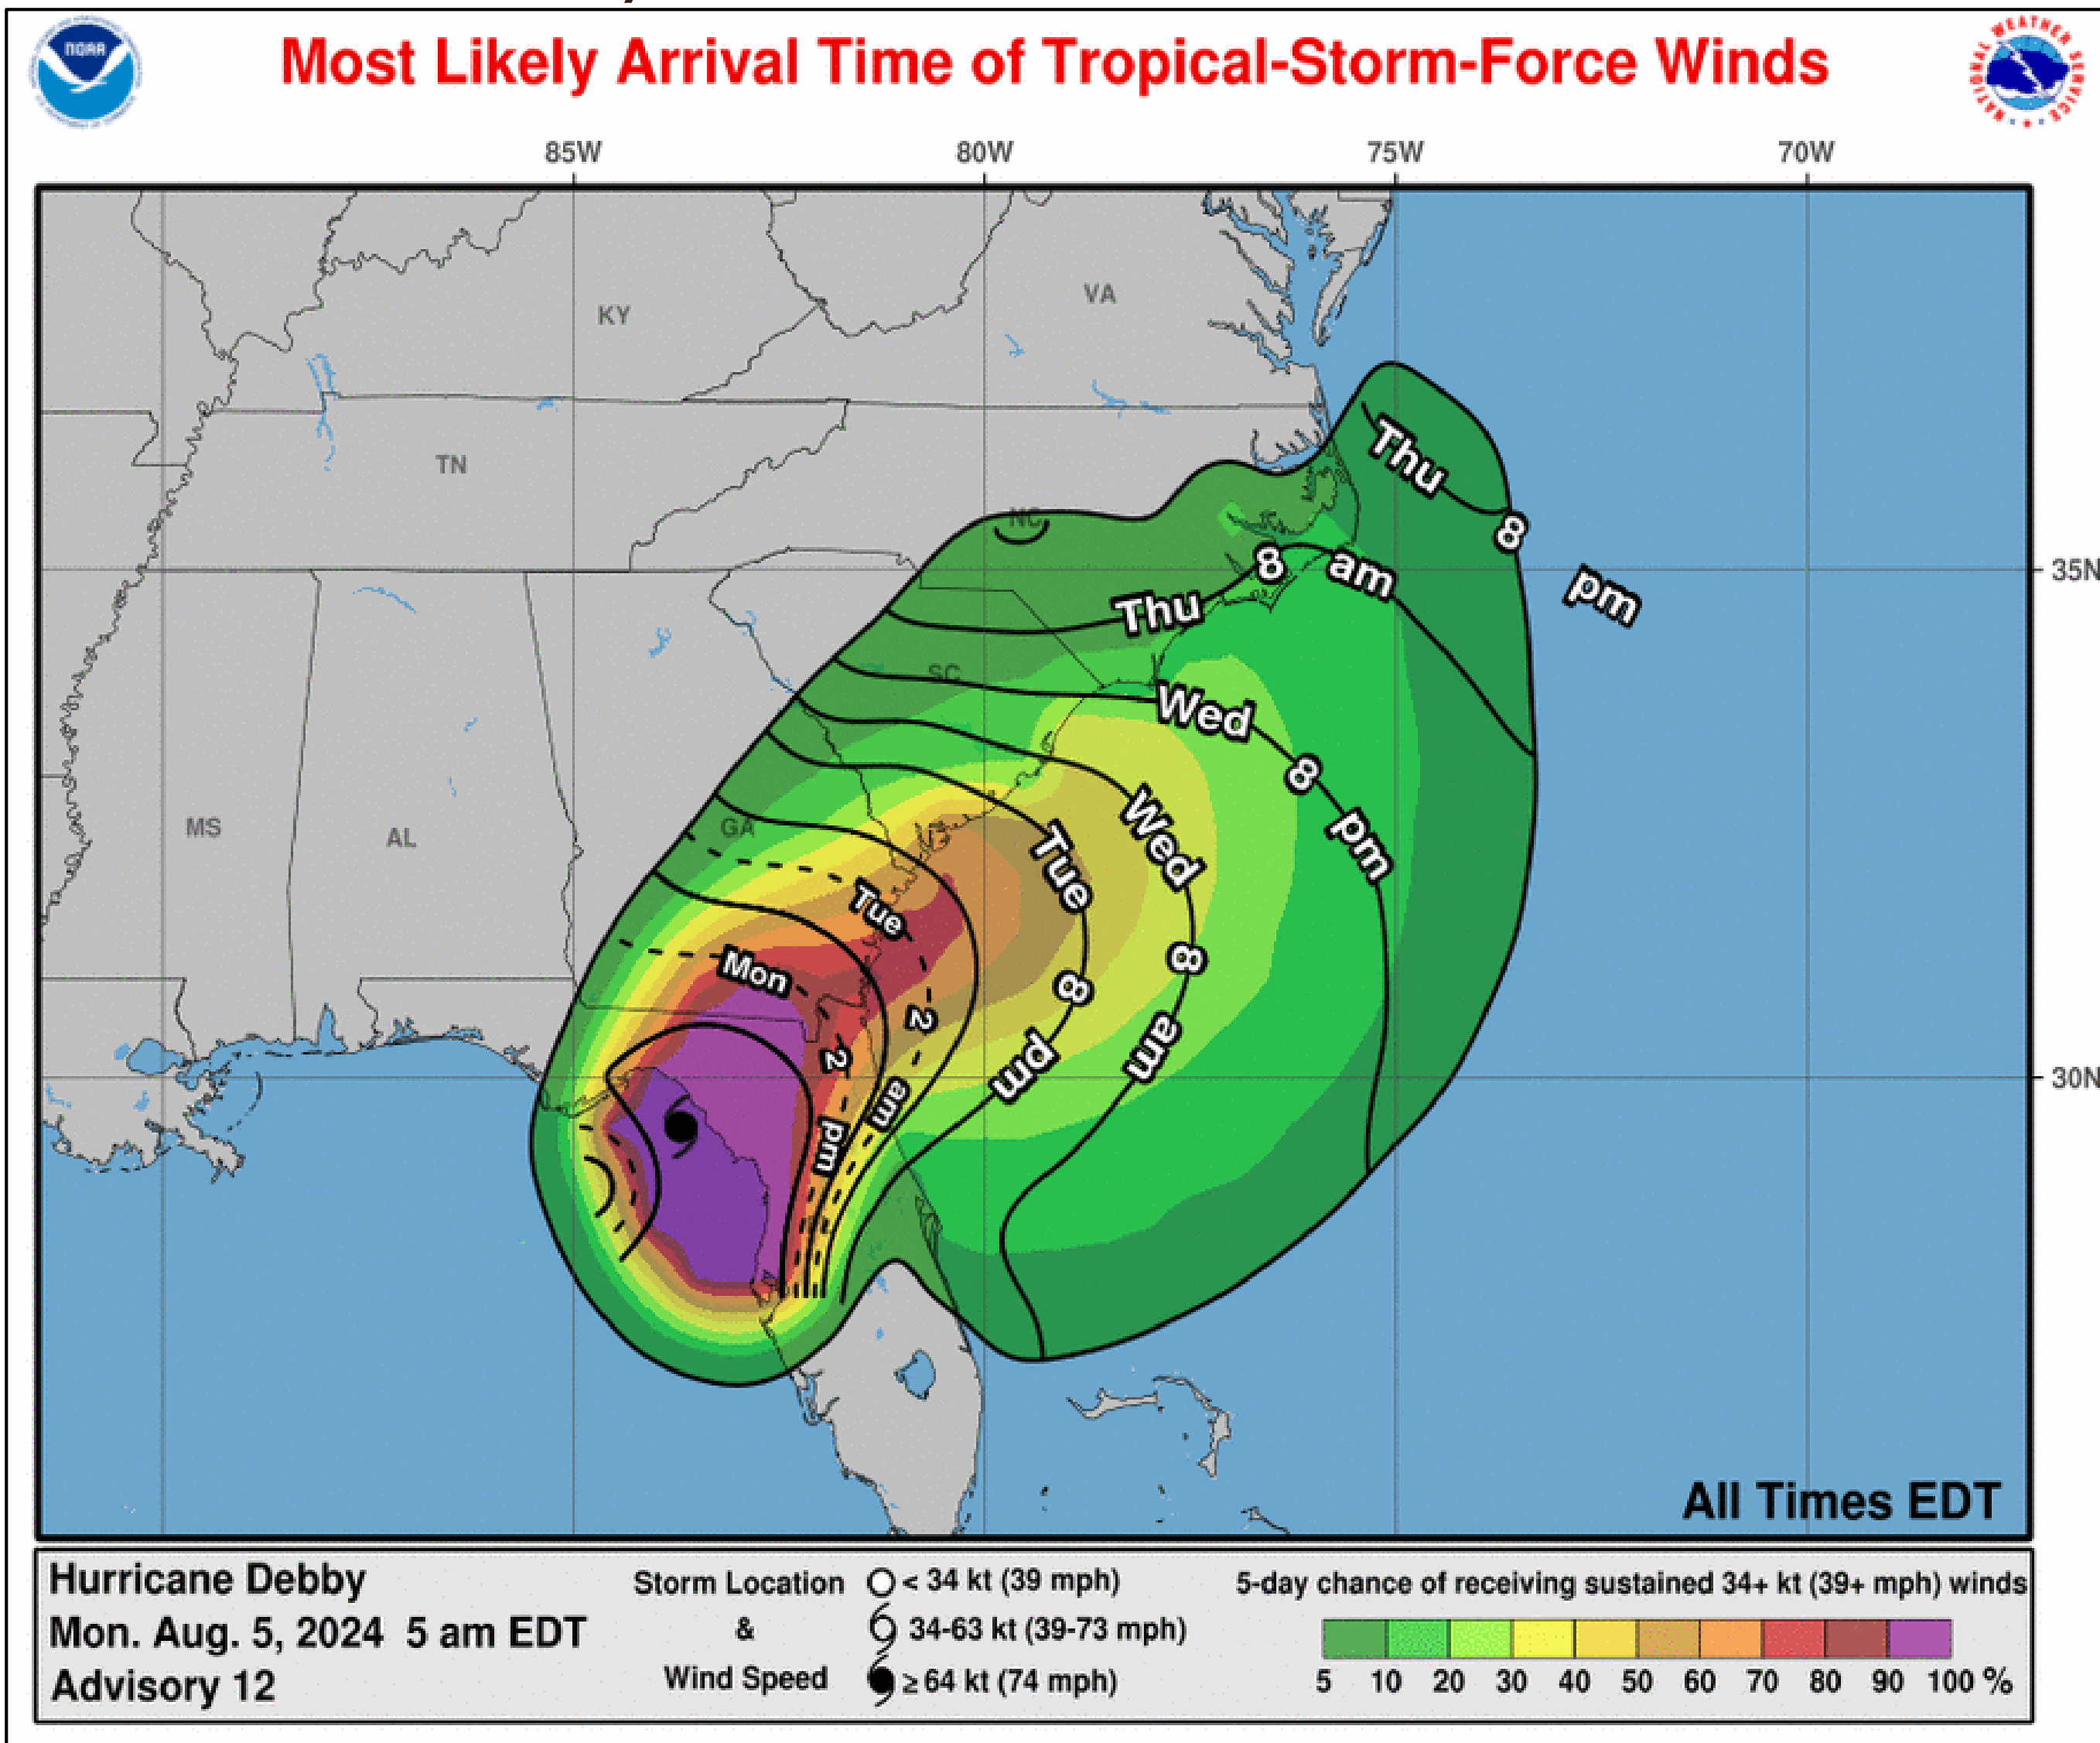 NOAA
Most Likely Arrival Time of Tropical-Storm-Force Winds
NATIONAL WEATHER SERVICE
85W 80W 75W 70W
VA
KY
Thu
TN
NC
8
8 am
35N
pm
Thu
SC
Wed
8
MS
AL
GA
Tue
Wed
pm
Tue
Mon
8
8
2
2
am
pm
30N
am
pm
All Times EDT
Hurricane Debby
Mon. Aug. 5, 2024 5 am EDT
Advisory 12
Storm Location
&
Wind Speed
< 34 kt (39 mph)
34-63 kt (39-73 mph)
≥ 64 kt (74 mph)
5-day chance of receiving sustained 34+ kt (39+ mph) winds
5 10 20 30 40 50 60 70 80 90 100 %